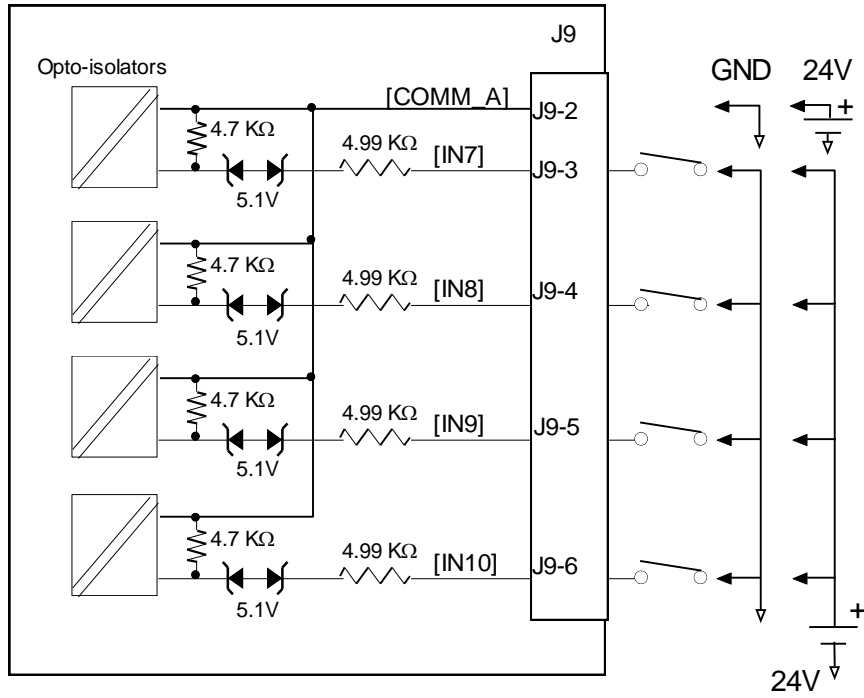 J9
Opto-isolators
GND 24V
[COMM_A] J9-2 +
4.7 KΩ
4.99 KΩ [IN7] J9-3
5.1V
4.7 KΩ
4.99 KΩ [IN8] J9-4
5.1V
4.7 KΩ
4.99 KΩ [IN9] J9-5
5.1V
4.7 KΩ
4.99 KΩ [IN10] J9-6
5.1V
+
24V